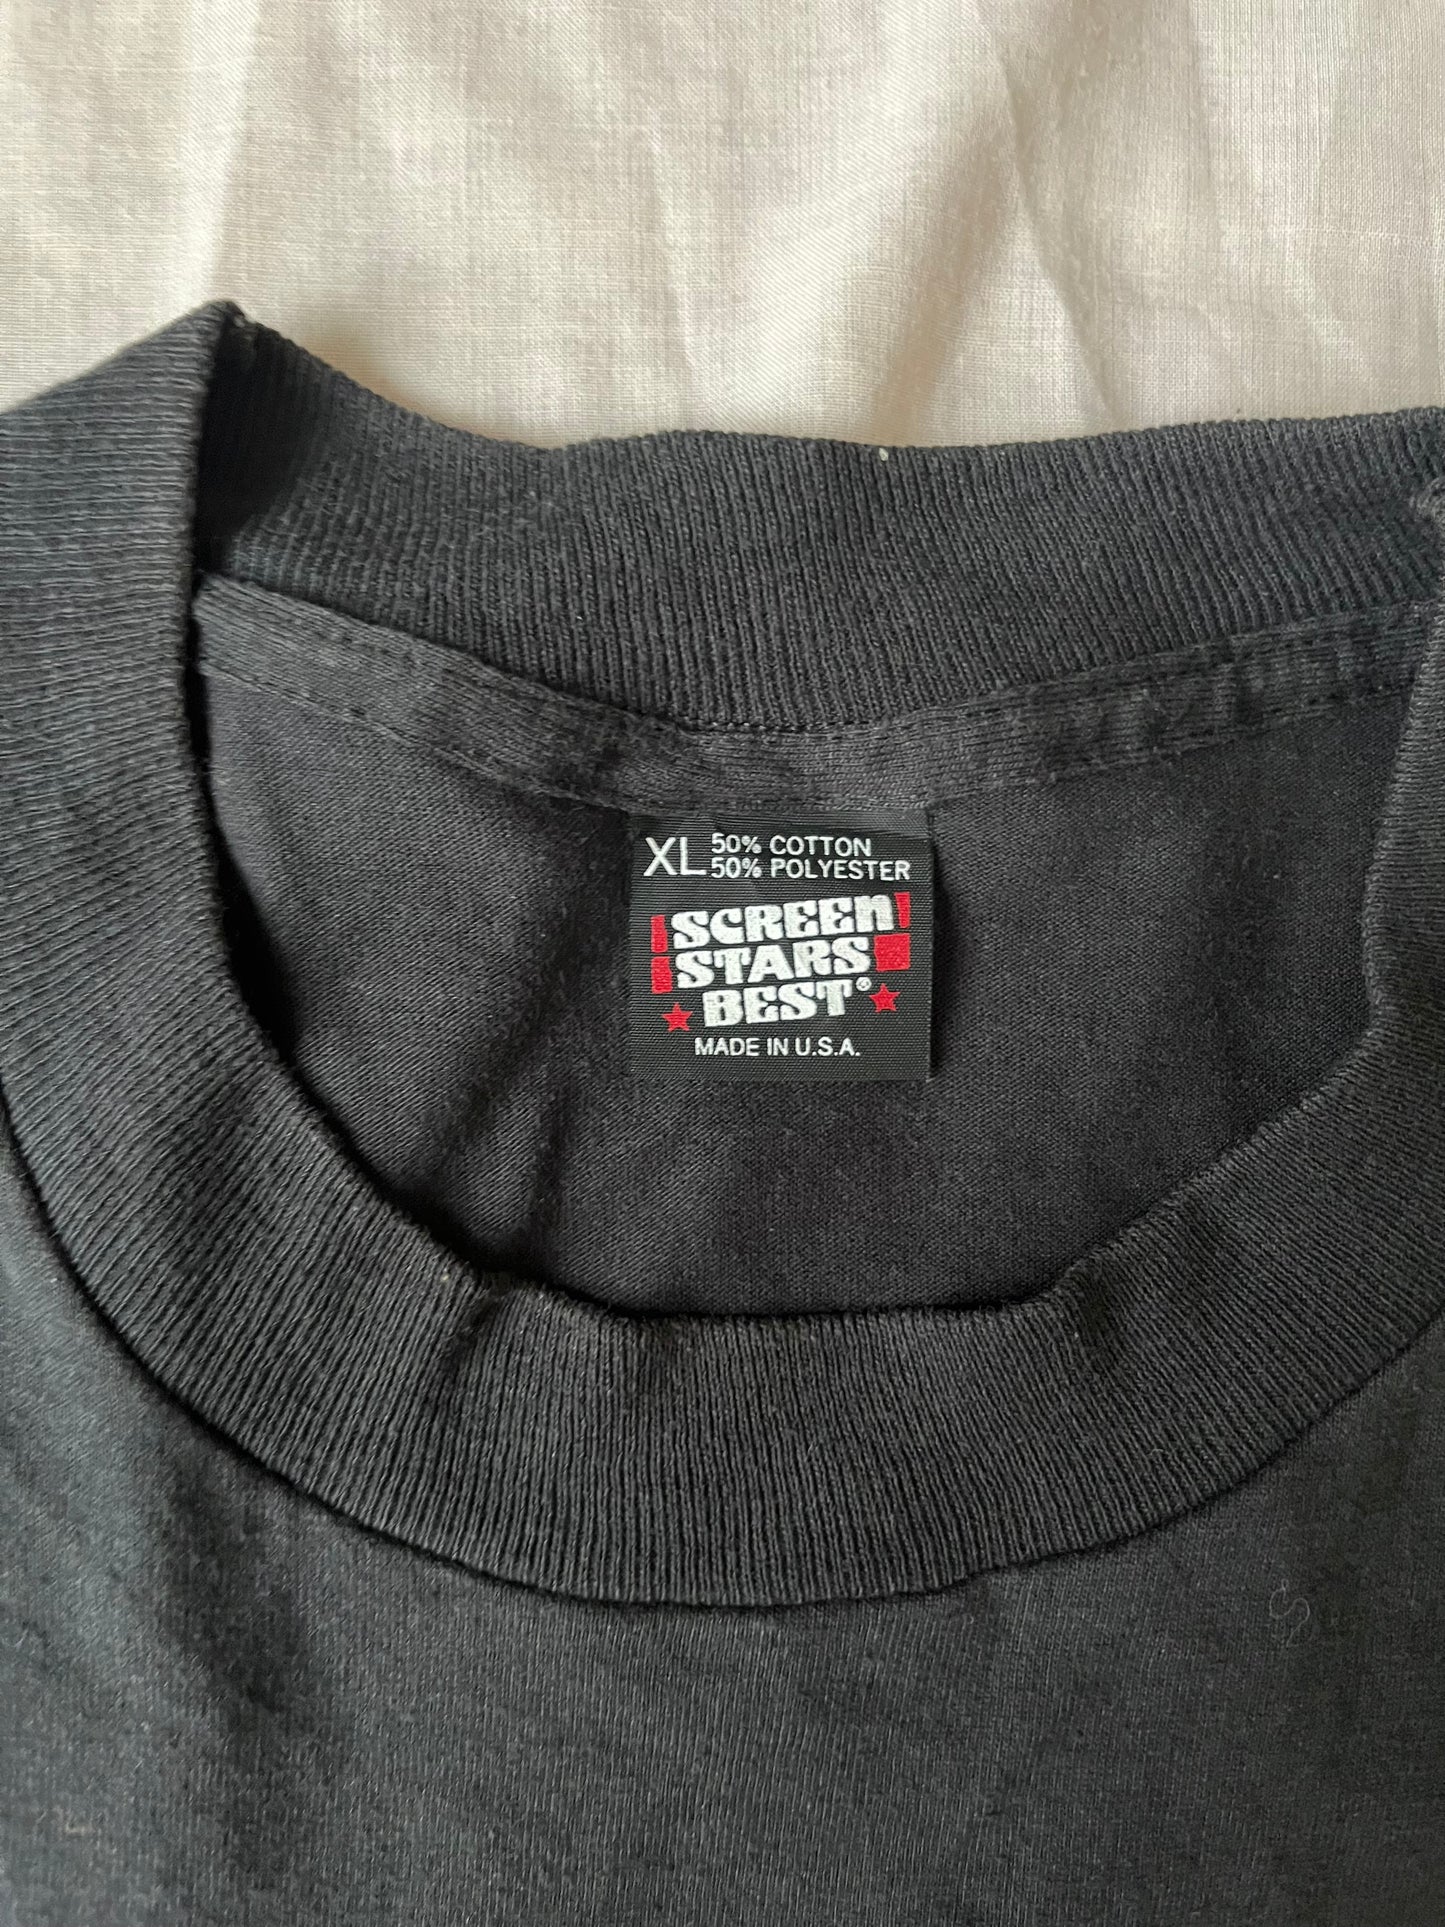 XL 50% COTTON
50% POLYESTER
SCREEN
STARS
BEST®
MADE IN U.S.A.